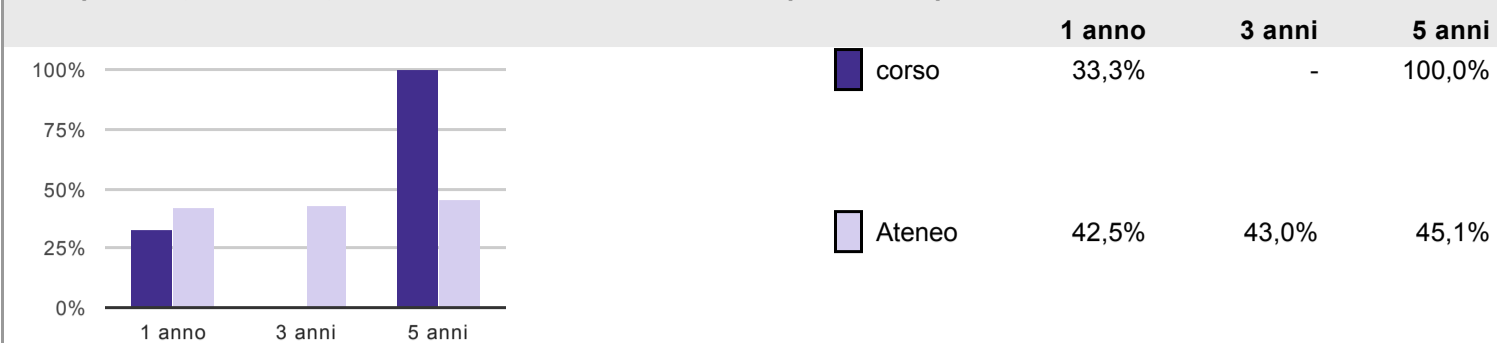 1 anno 3 anni 5 anni
100%
75%
50%
25%
0%
1 anno 3 anni 5 anni
corso 33,3% - 100,0%
Ateneo 42,5% 43,0% 45,1%